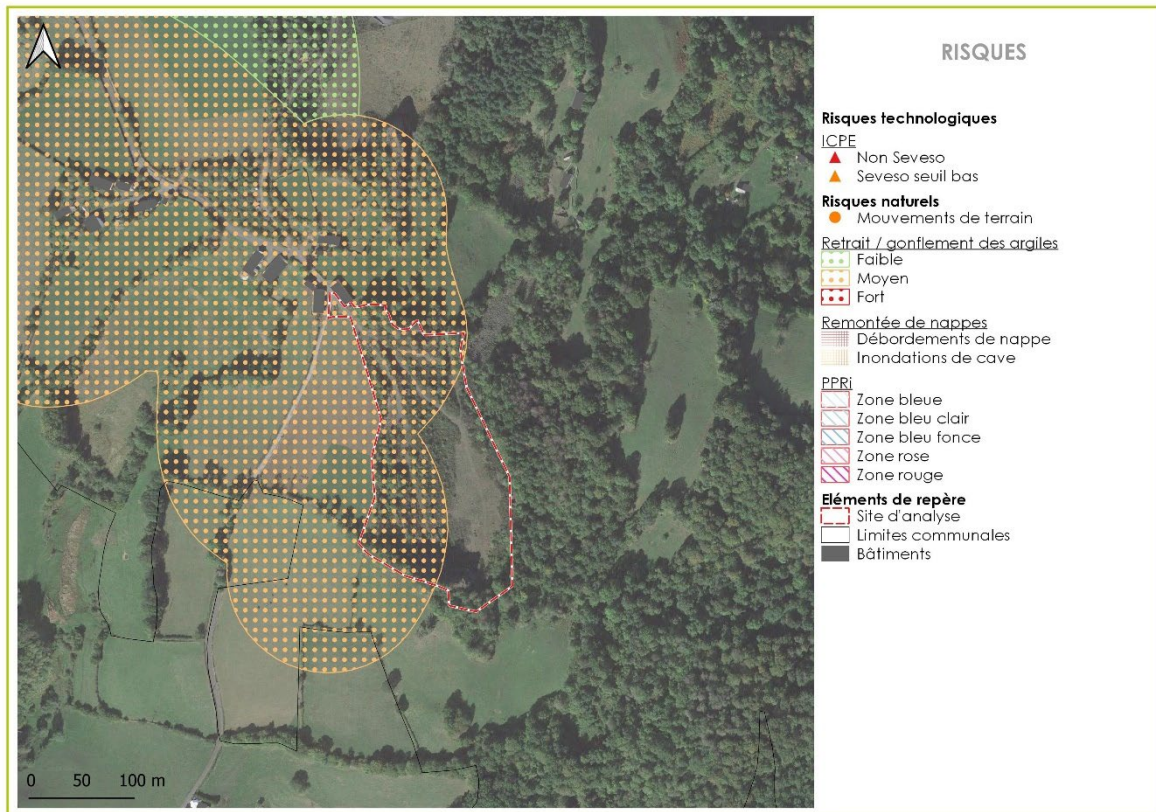 RISQUES
Risques technologiques
ICPE
Non Seveso
Seveso seuil bas
Risques naturels
Mouvements de terrain
Retrait / gonflement des argiles
Faible
Moyen
Fort
Remontée de nappes
Débordements de nappe
Inondations de cave
PPRi
Zone bleue
Zone bleu clair
Zone bleu fonce
Zone rose
Zone rouge
Eléments de repère
Site d'analyse
Limites communales
Bâtiments
0 50 100 m